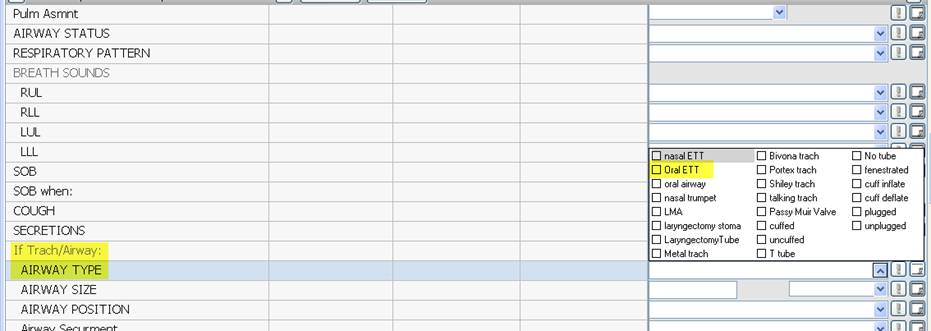 Pulm Asmnt
AIRWAY STATUS
RESPIRATORY PATTERN
BREATH SOUNDS
RUL
RLL
LUL
LLL
SOB
SOB when:
COUGH
SECRETIONS
If Trach/Airway:
AIRWAY TYPE
AIRWAY SIZE
AIRWAY POSITION
Airway Securment
nasal ETT
Oral ETT
oral airway
nasal trumpet
LMA
laryngectomy stoma
LaryngectomyTube
Metal trach
Bivona trach
Portex trach
Shiley trach
talking trach
Passy Muir Valve
cuffed
uncuffed
T tube
No tube
fenestrated
cuff inflate
cuff deflate
plugged
unplugged